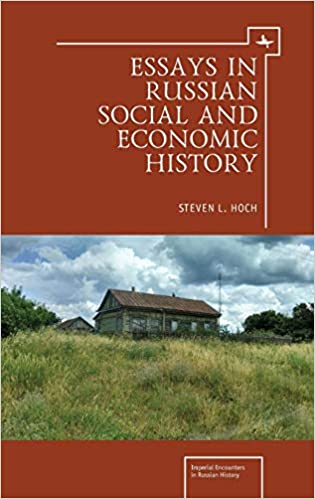 ESSAYS IN
RUSSIAN
SOCIAL AND
ECONOMIC
HISTORY
STEVEN L. HOCH
Imperial Encounters
in Russian History